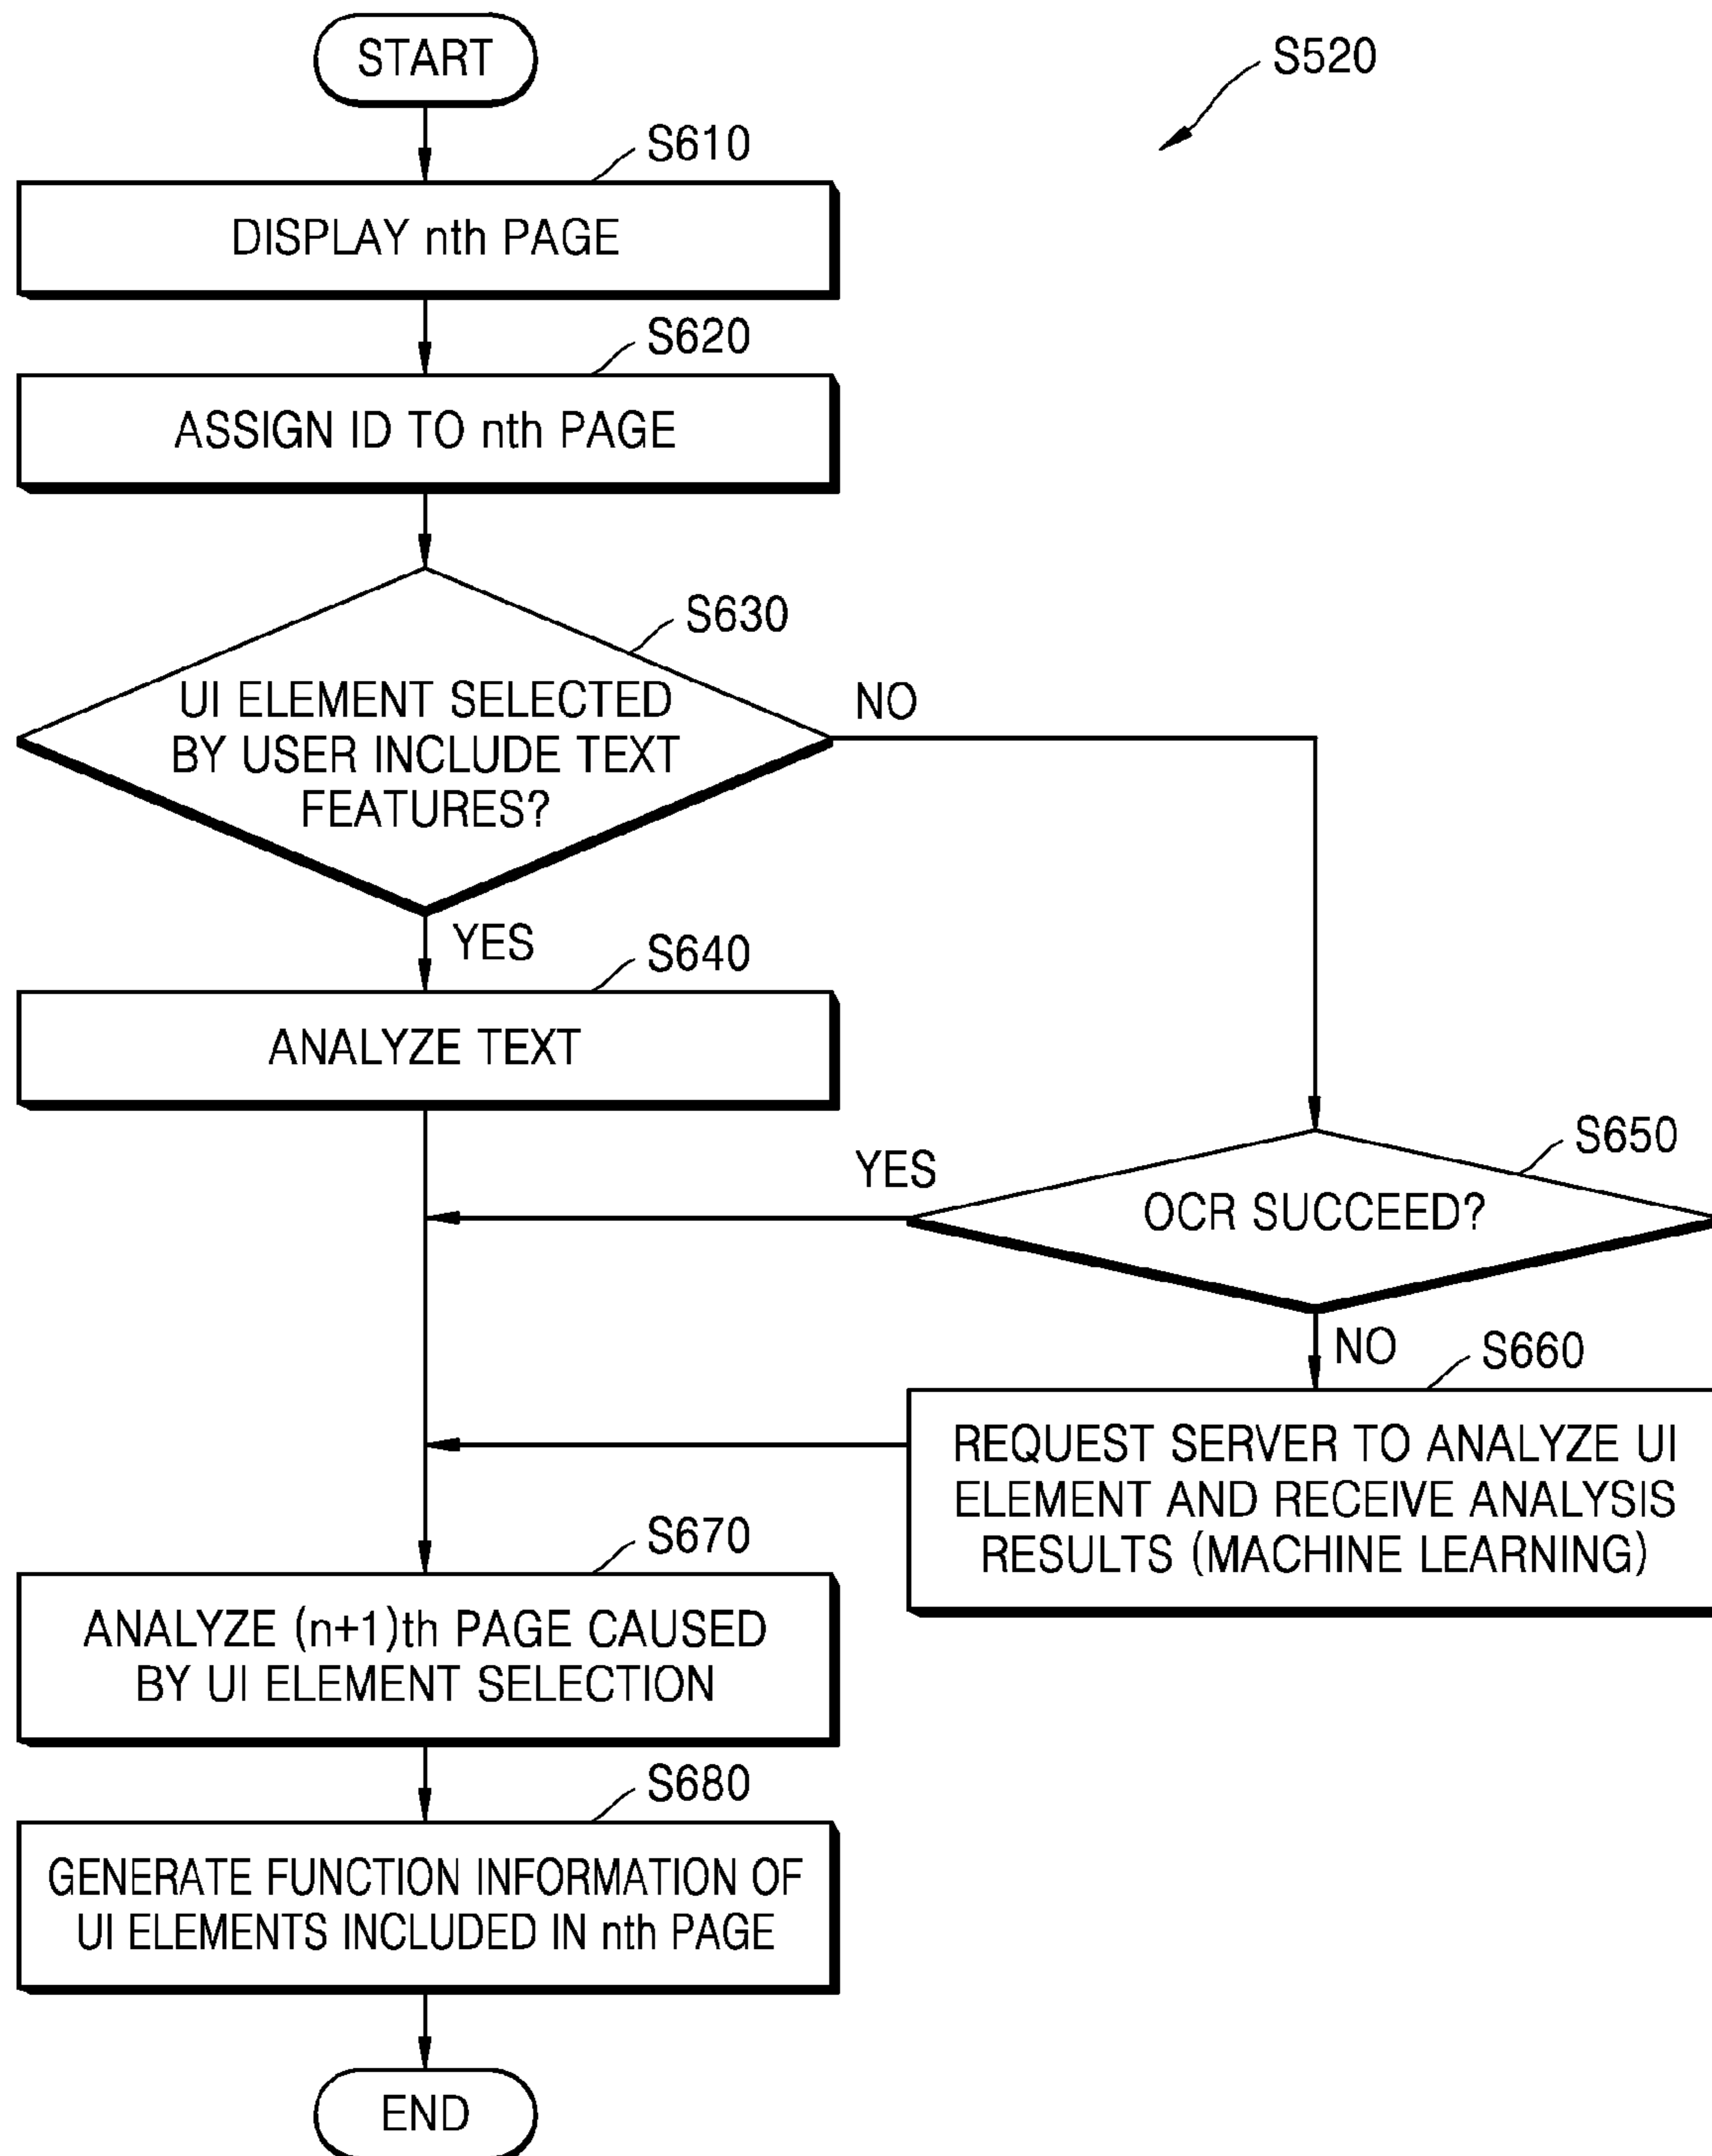 START
S520
S610
DISPLAY nth PAGE
S620
ASSIGN ID TO nth PAGE
S630
UI ELEMENT SELECTED
BY USER INCLUDE TEXT
FEATURES?
NO
YES
S640
ANALYZE TEXT
S650
YES
OCR SUCCEED?
NO
S660
REQUEST SERVER TO ANALYZE UI
ELEMENT AND RECEIVE ANALYSIS
RESULTS (MACHINE LEARNING)
S670
ANALYZE (n+1)th PAGE CAUSED
BY UI ELEMENT SELECTION
S680
GENERATE FUNCTION INFORMATION OF
UI ELEMENTS INCLUDED IN nth PAGE
END